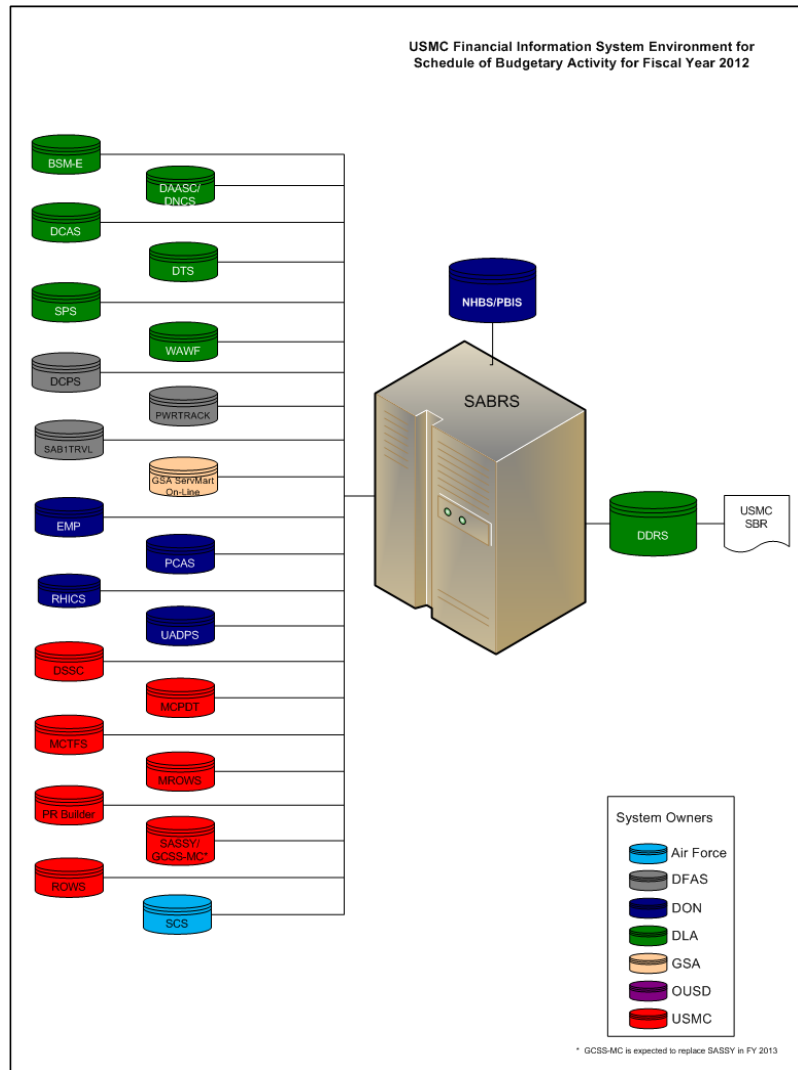 USMC Financial Information System Environment for
Schedule of Budgetary Activity for Fiscal Year 2012
BSM-E
DAASC/
DNCS
DCAS
DTS
SPS
WAWF
DCPS
PWRTRACK
SAB1TRVL
GSA ServMart
On-Line
EMP
PCAS
RHICS
UADPS
DSSC
MCPDT
MCTFS
MROWS
PR Builder
SASSY/
GCSS-MC*
ROWS
SCS
NHBS/PBIS
SABRS
DDRS
USMC
SBR
System Owners
Air Force
DFAS
DON
DLA
GSA
OUSD
USMC
* GCSS-MC is expected to replace SASSY in FY 2013